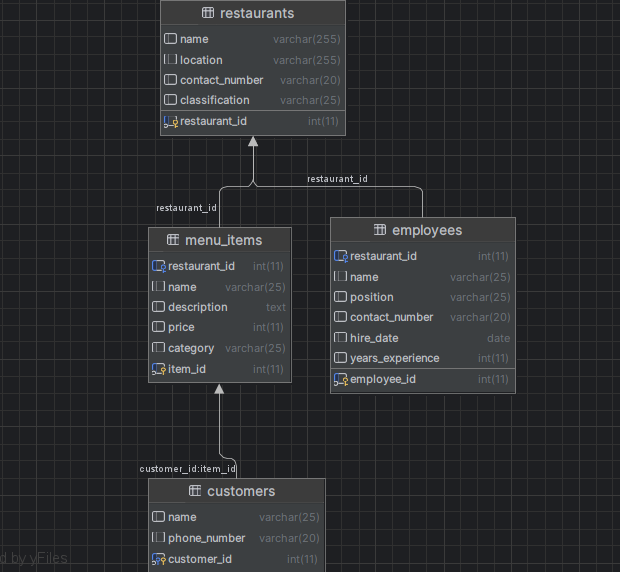 restaurants
name varchar(255)
location varchar(255)
contact_number varchar(20)
classification varchar(25)
restaurant_id int(11)
restaurant_id
restaurant_id
menu_items
restaurant_id int(11)
name varchar(25)
description text
price int(11)
category varchar(25)
item_id int(11)
employees
restaurant_id int(11)
name varchar(25)
position varchar(25)
contact_number varchar(20)
hire_date date
years_experience int(11)
employee_id int(11)
customer_id:item_id
customers
name varchar(25)
phone_number varchar(20)
customer_id int(11)
d by yFiles